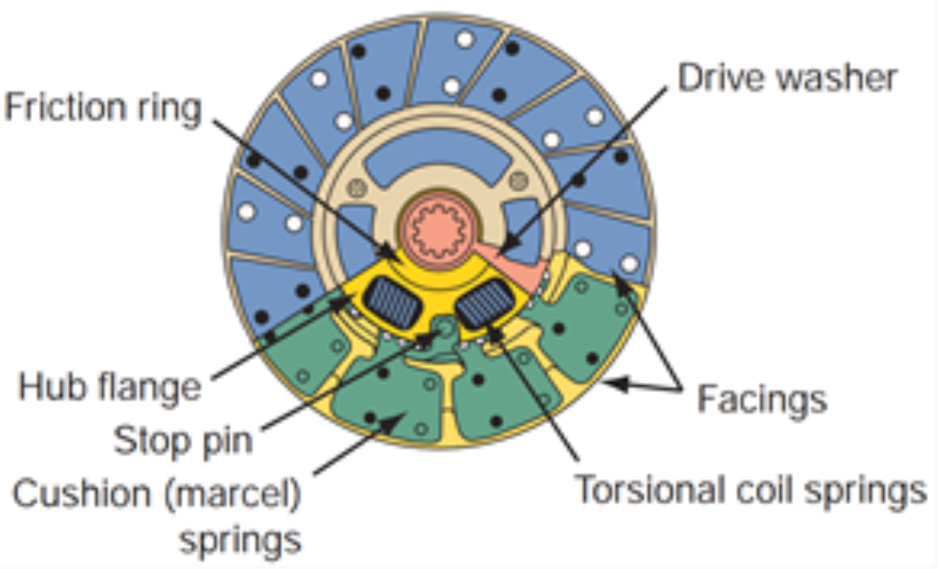 Drive washer
Friction ring
Hub flange
Stop pin
Facings
Cushion (marcel)
springs
Torsional coil springs